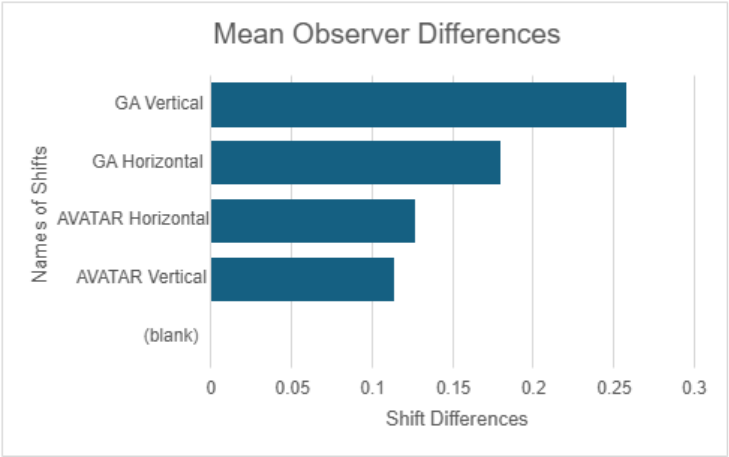 Mean Observer Differences
Names of Shifts
GA Vertical
GA Horizontal
AVATAR Horizontal
AVATAR Vertical
(blank)
0 0.05 0.1 0.15 0.2 0.25 0.3
Shift Differences